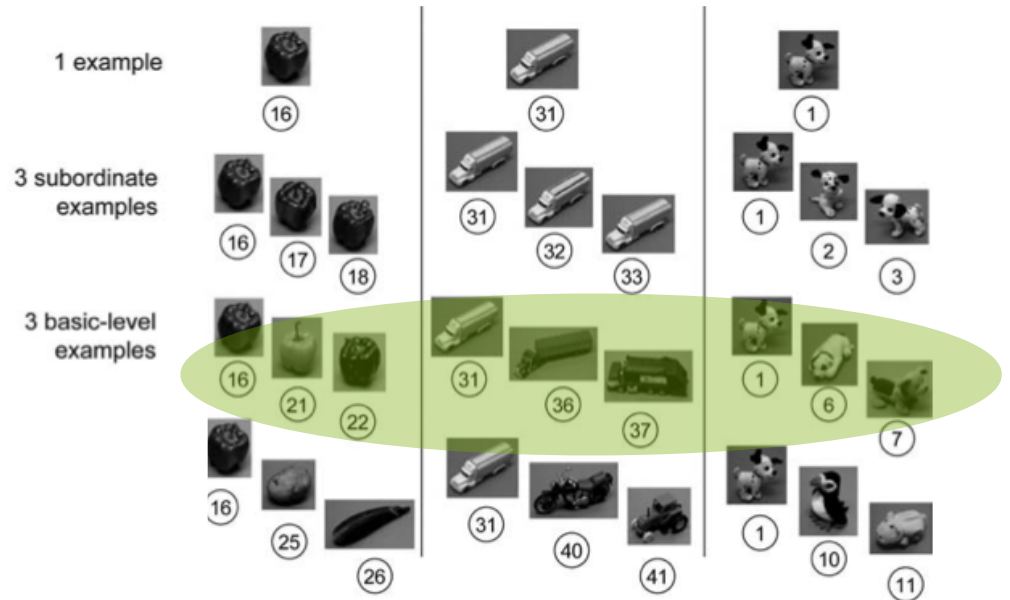 1 example
16 31 1
3 subordinate
examples
16 17 18 31 32 33 1 2 3
3 basic-level
examples
16 21 22 31 36 37 1 6 7
16 25 26 31 40 41 1 10 11